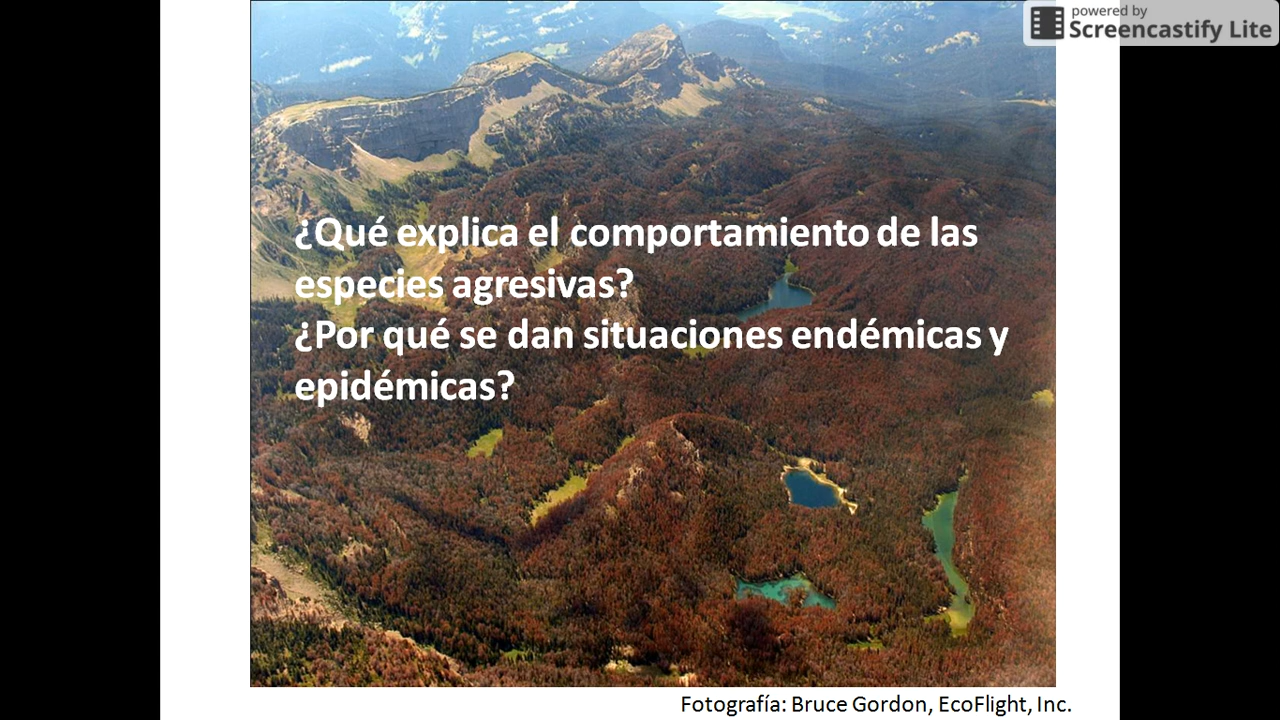 powered by
Screencastify Lite
¿Qué explica el comportamiento de las
especies agresivas?
¿Por qué se dan situaciones endémicas y
epidémicas?
Fotografía: Bruce Gordon, EcoFlight, Inc.